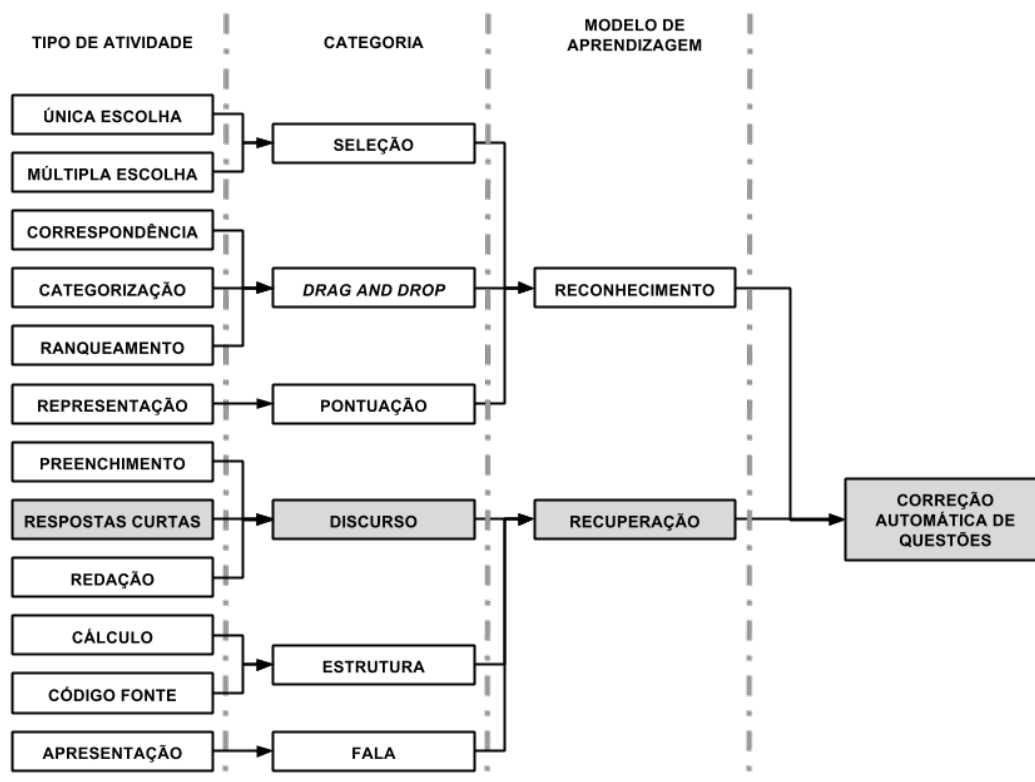 TIPO DE ATIVIDADE
CATEGORIA
MODELO DE
APRENDIZAGEM
ÚNICA ESCOLHA
MÚLTIPLA ESCOLHA
SELEÇÃO
CORRESPONDÊNCIA
CATEGORIZAÇÃO
RANQUEAMENTO
DRAG AND DROP
RECONHECIMENTO
REPRESENTAÇÃO
PONTUAÇÃO
PREENCHIMENTO
RESPOSTAS CURTAS
REDAÇÃO
DISCURSO
RECUPERAÇÃO
CORREÇÃO
AUTOMÁTICA DE
QUESTÕES
CÁLCULO
CÓDIGO FONTE
ESTRUTURA
APRESENTAÇÃO
FALA